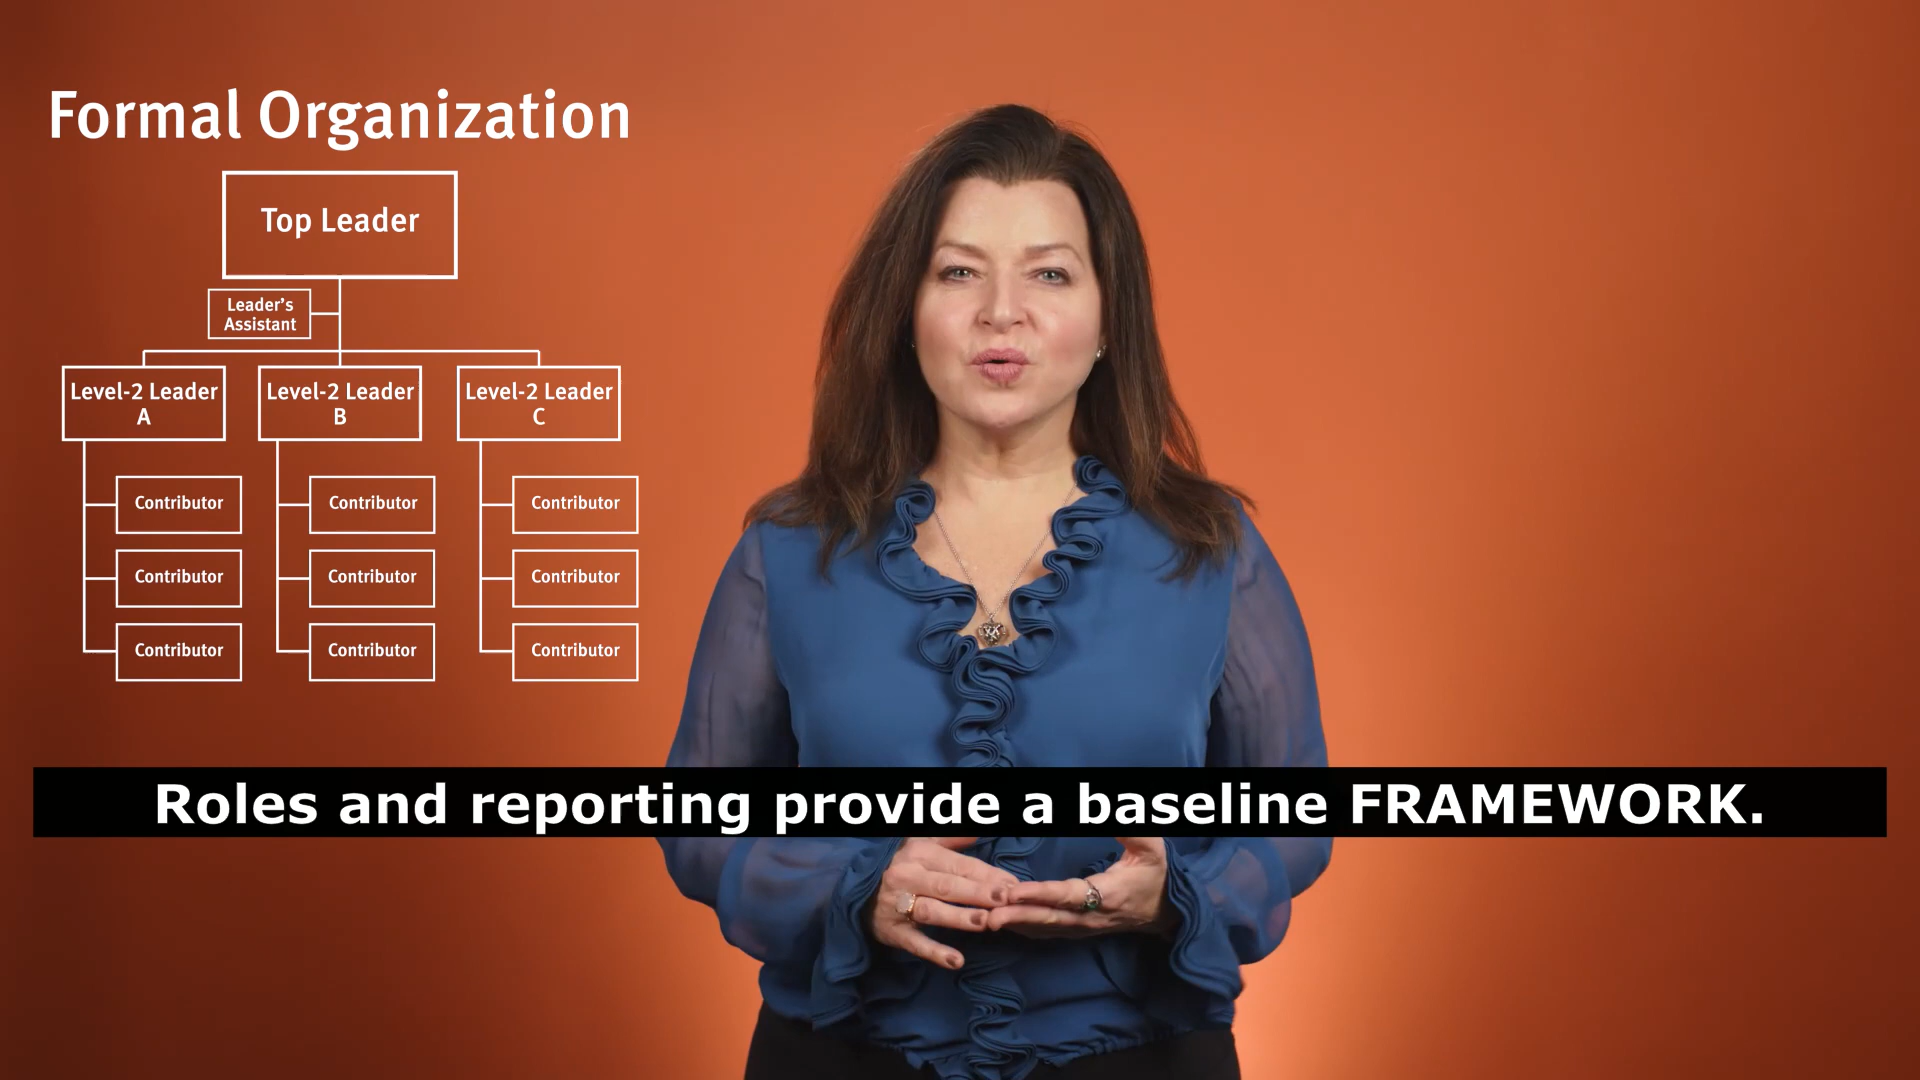 Formal Organization
Top Leader
Leader's
Assistant
Level-2 Leader
A
Level-2 Leader
B
Level-2 Leader
C
Contributor
Contributor
Contributor
Contributor
Contributor
Contributor
Contributor
Contributor
Contributor
Roles and reporting provide a baseline FRAMEWORK.